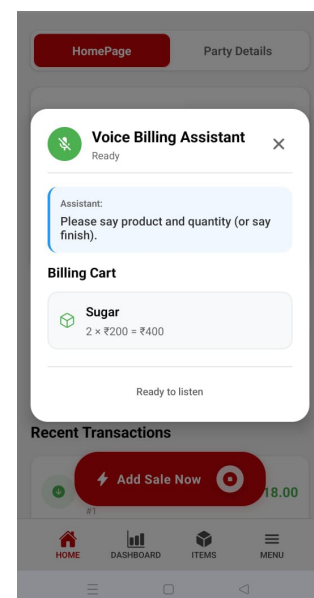 HomePage
Party Details
Voice Billing Assistant
Ready
Assistant:
Please say product and quantity (or say
finish).
Billing Cart
Sugar
2 × ₹200 = ₹400
Ready to listen
Recent Transactions
Add Sale Now
18.00
#1
HOME
DASHBOARD
ITEMS
MENU